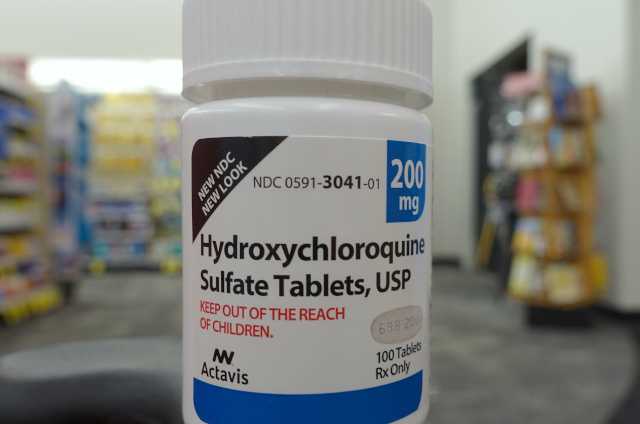 NEW NDC
NEW LOOK
NDC 0591-3041-01
200
mg
Hydroxychloroquine
Sulfate Tablets, USP
KEEP OUT OF THE REACH
OF CHILDREN.
Actavis
100 Tablets
Rx Only